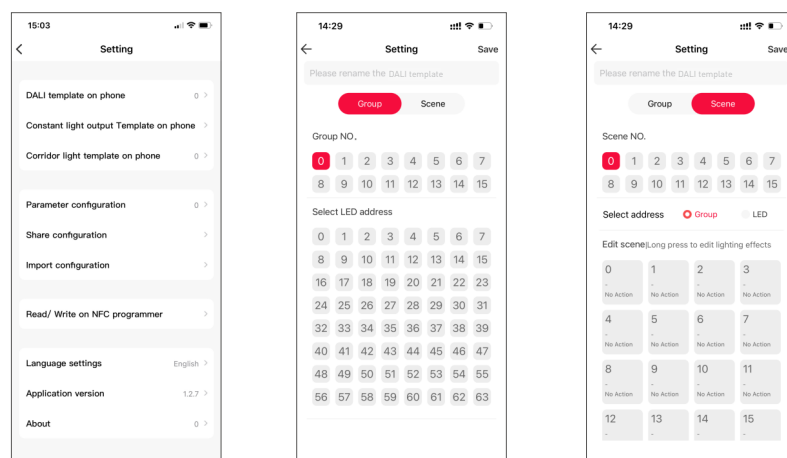 15:03
Setting
DALI template on phone 0 >
Constant light output Template on phone >
Corridor light template on phone 0 >
Parameter configuration 0 >
Share configuration >
Import configuration >
Read/ Write on NFC programmer >
Language settings English >
Application version 1.2.7 >
About 0 >
14:29
Setting Save
Please rename the DALI template
Group Scene
Group NO.
0 1 2 3 4 5 6 7
8 9 10 11 12 13 14 15
Select LED address
0 1 2 3 4 5 6 7
8 9 10 11 12 13 14 15
16 17 18 19 20 21 22 23
24 25 26 27 28 29 30 31
32 33 34 35 36 37 38 39
40 41 42 43 44 45 46 47
48 49 50 51 52 53 54 55
56 57 58 59 60 61 62 63
14:29
Setting Save
Please rename the DALI template
Group Scene
Scene NO.
0 1 2 3 4 5 6 7
8 9 10 11 12 13 14 15
Select address Group LED
Edit scene|Long press to edit lighting effects
0 1 2 3
- - - -
No Action No Action No Action No Action
4 5 6 7
- - - -
No Action No Action No Action No Action
8 9 10 11
- - - -
No Action No Action No Action No Action
12 13 14 15
- - - -